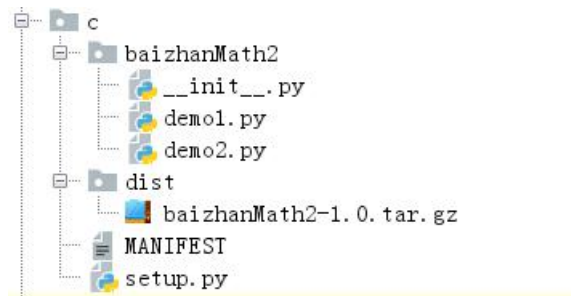 c
baizhanMath2
__init__.py
demo1.py
demo2.py
dist
baizhanMath2-1.0.tar.gz
MANIFEST
setup.py